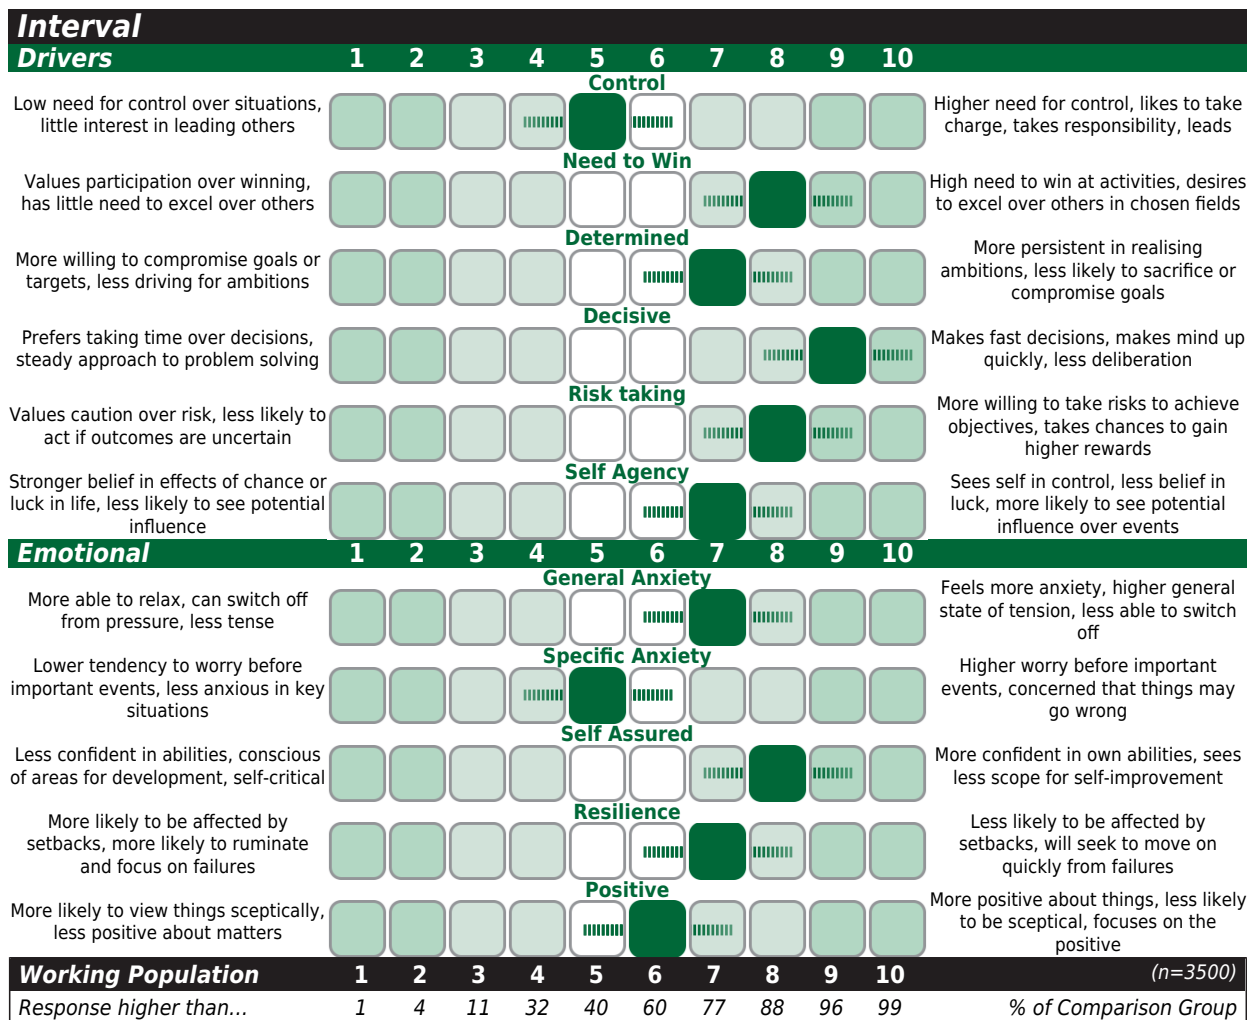 Interval
Drivers 1 2 3 4 5 6 7 8 9 10
Control
Low need for control over situations,
little interest in leading others
Higher need for control, likes to take
charge, takes responsibility, leads
Need to Win
Values participation over winning,
has little need to excel over others
High need to win at activities, desires
to excel over others in chosen fields
Determined
More willing to compromise goals or
targets, less driving for ambitions
More persistent in realising
ambitions, less likely to sacrifice or
compromise goals
Decisive
Prefers taking time over decisions,
steady approach to problem solving
Makes fast decisions, makes mind up
quickly, less deliberation
Risk taking
Values caution over risk, less likely to
act if outcomes are uncertain
More willing to take risks to achieve
objectives, takes chances to gain
higher rewards
Self Agency
Stronger belief in effects of chance or
luck in life, less likely to see potential
influence
Sees self in control, less belief in
luck, more likely to see potential
influence over events
Emotional 1 2 3 4 5 6 7 8 9 10
General Anxiety
More able to relax, can switch off
from pressure, less tense
Feels more anxiety, higher general
state of tension, less able to switch
off
Specific Anxiety
Lower tendency to worry before
important events, less anxious in key
situations
Higher worry before important
events, concerned that things may
go wrong
Self Assured
Less confident in abilities, conscious
of areas for development, self-critical
More confident in own abilities, sees
less scope for self-improvement
Resilience
More likely to be affected by
setbacks, more likely to ruminate
and focus on failures
Less likely to be affected by
setbacks, will seek to move on
quickly from failures
Positive
More likely to view things sceptically,
less positive about matters
More positive about things, less likely
to be sceptical, focuses on the
positive
Working Population 1 2 3 4 5 6 7 8 9 10 (n=3500)
Response higher than... 1 4 11 32 40 60 77 88 96 99 % of Comparison Group